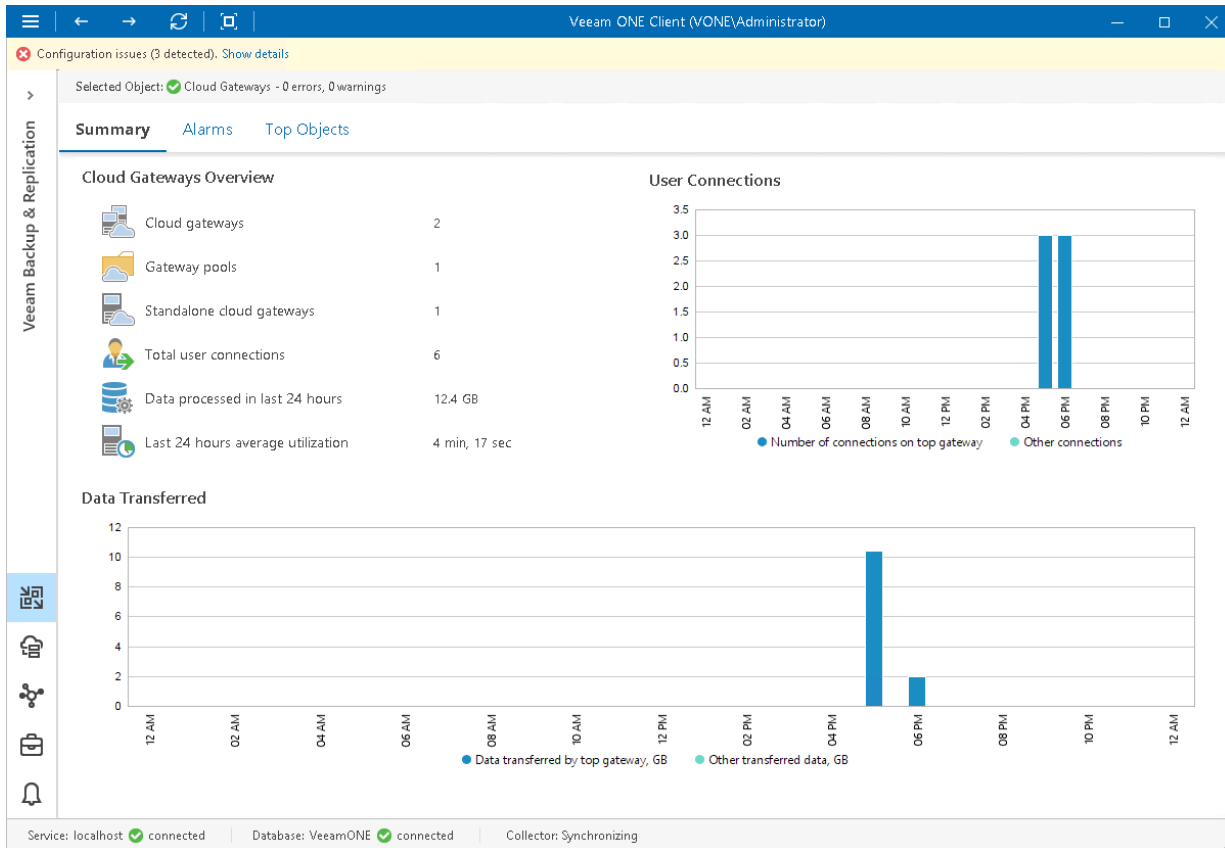 Veeam ONE Client (VONE\Administrator)
Configuration issues (3 detected). Show details
Selected Object: Cloud Gateways - 0 errors, 0 warnings
Veeam Backup & Replication
Summary Alarms Top Objects
Cloud Gateways Overview
Cloud gateways 2
Gateway pools 1
Standalone cloud gateways 1
Total user connections 6
Data processed in last 24 hours 12.4 GB
Last 24 hours average utilization 4 min, 17 sec
User Connections
3.5
3.0
2.5
2.0
1.5
1.0
0.5
0.0
12 AM 02 AM 04 AM 06 AM 08 AM 10 AM 12 PM 02 PM 04 PM 06 PM 08 PM 10 PM 12 AM
Number of connections on top gateway Other connections
Data Transferred
12
10
8
6
4
2
0
12 AM 02 AM 04 AM 06 AM 08 AM 10 AM 12 PM 02 PM 04 PM 06 PM 08 PM 10 PM 12 AM
Data transferred by top gateway, GB Other transferred data, GB
Service: localhost connected Database: VeeamONE connected Collector: Synchronizing